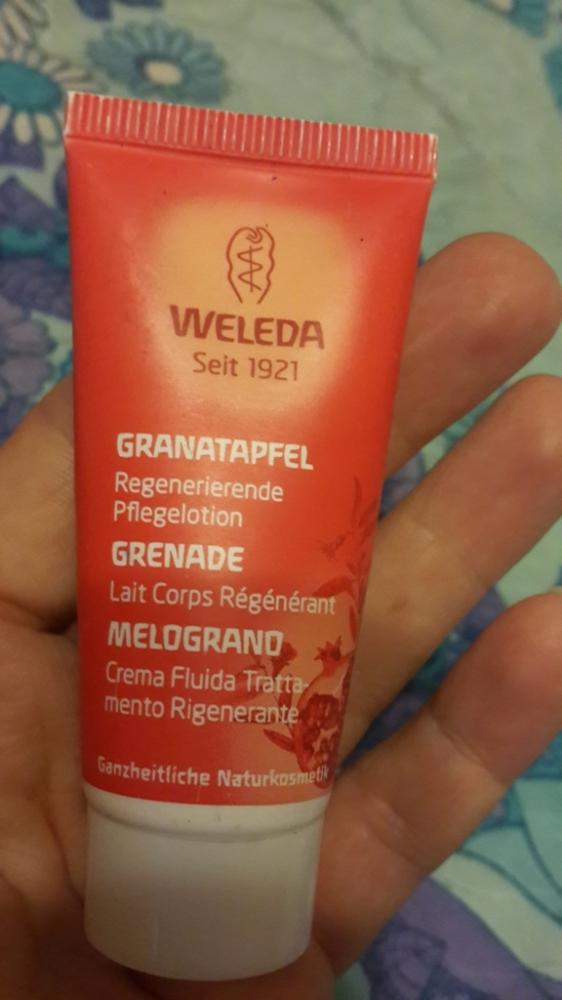 WELEDA
Seit 1921
GRANATAPFEL
Regenerierende
Pflegelotion
GRENADE
Lait Corps Régénérant
MELOGRANO
Crema Fluida Tratta-
mento Rigenerante
Ganzheitliche Naturkosmetik